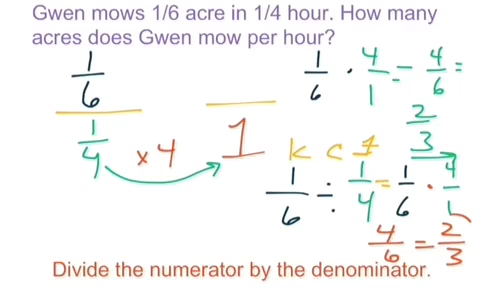 Gwen mows 1/6 acre in 1/4 hour. How many
acres does Gwen mow per hour?
1/6 / 1/4 × 4
1
1/6 · 4/1 = 4/6 =
2/3
K C F
1/6 ÷ 1/4 = 1/6 · 4/1
4/6 = 2/3
Divide the numerator by the denominator.